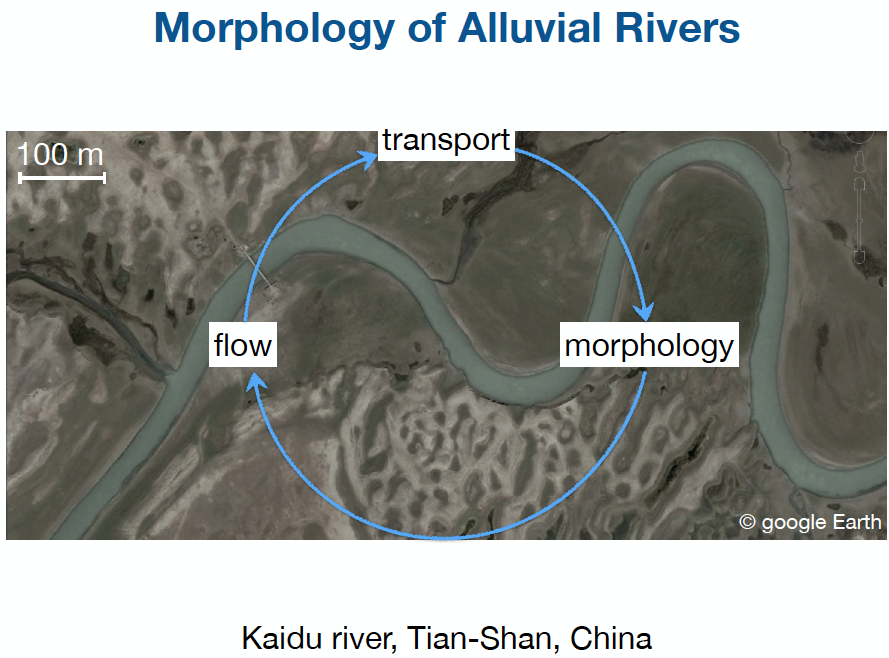 Morphology of Alluvial Rivers
100 m
transport
flow
morphology
© google Earth
Kaidu river, Tian-Shan, China